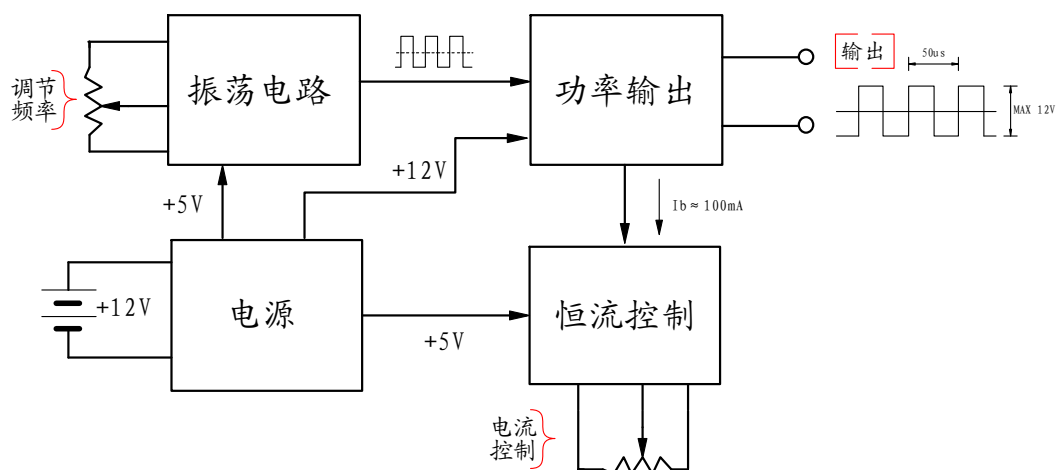 调节
频率
振荡电路
功率输出
输出
50us
MAX 12V
+5V
+12V
Ib≈100mA
+12V
电源
+5V
恒流控制
电流
控制